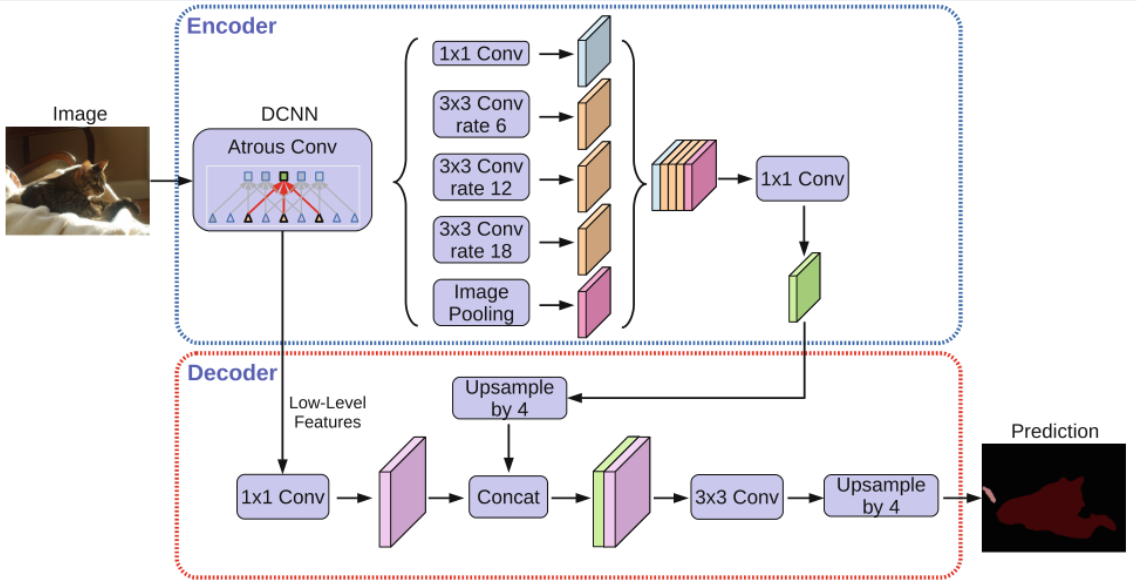 Encoder
Image
DCNN
Atrous Conv
1x1 Conv
3x3 Conv
rate 6
3x3 Conv
rate 12
3x3 Conv
rate 18
Image
Pooling
1x1 Conv
Decoder
Low-Level
Features
Upsample
by 4
1x1 Conv
Concat
3x3 Conv
Upsample
by 4
Prediction